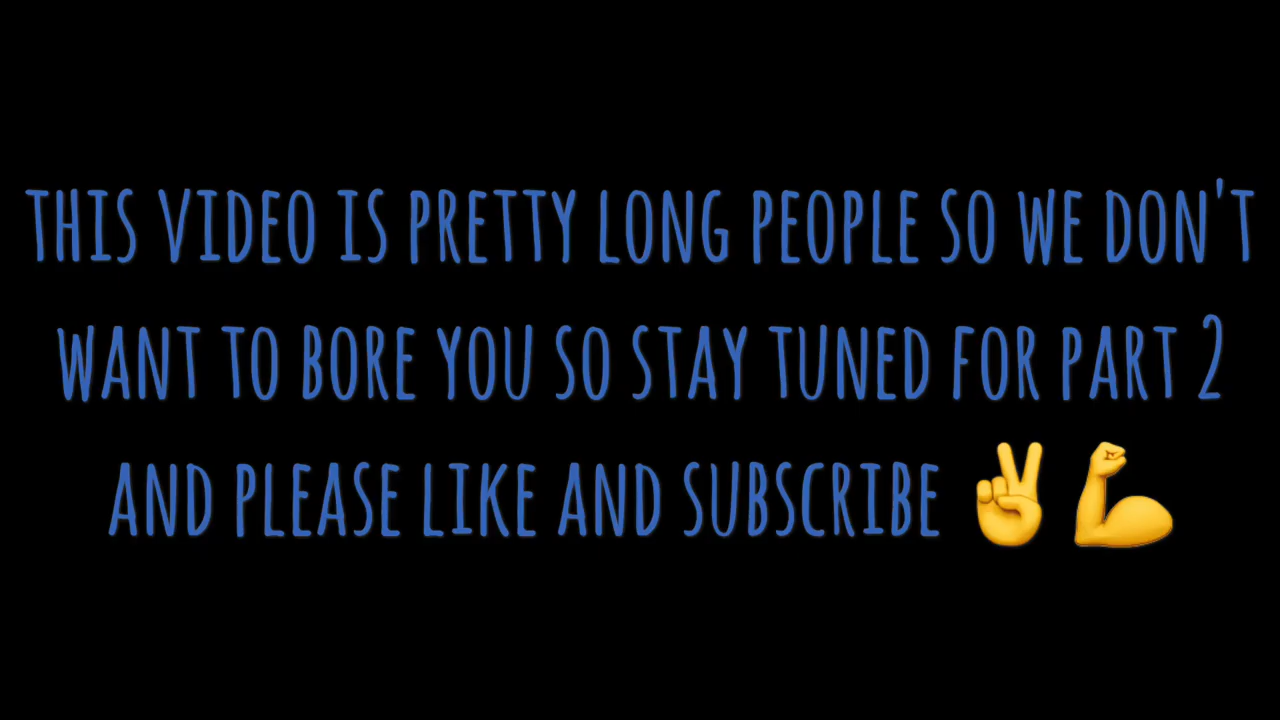 THIS VIDEO IS PRETTY LONG PEOPLE SO WE DON'T
WANT TO BORE YOU SO STAY TUNED FOR PART 2
AND PLEASE LIKE AND SUBSCRIBE ✌️💪